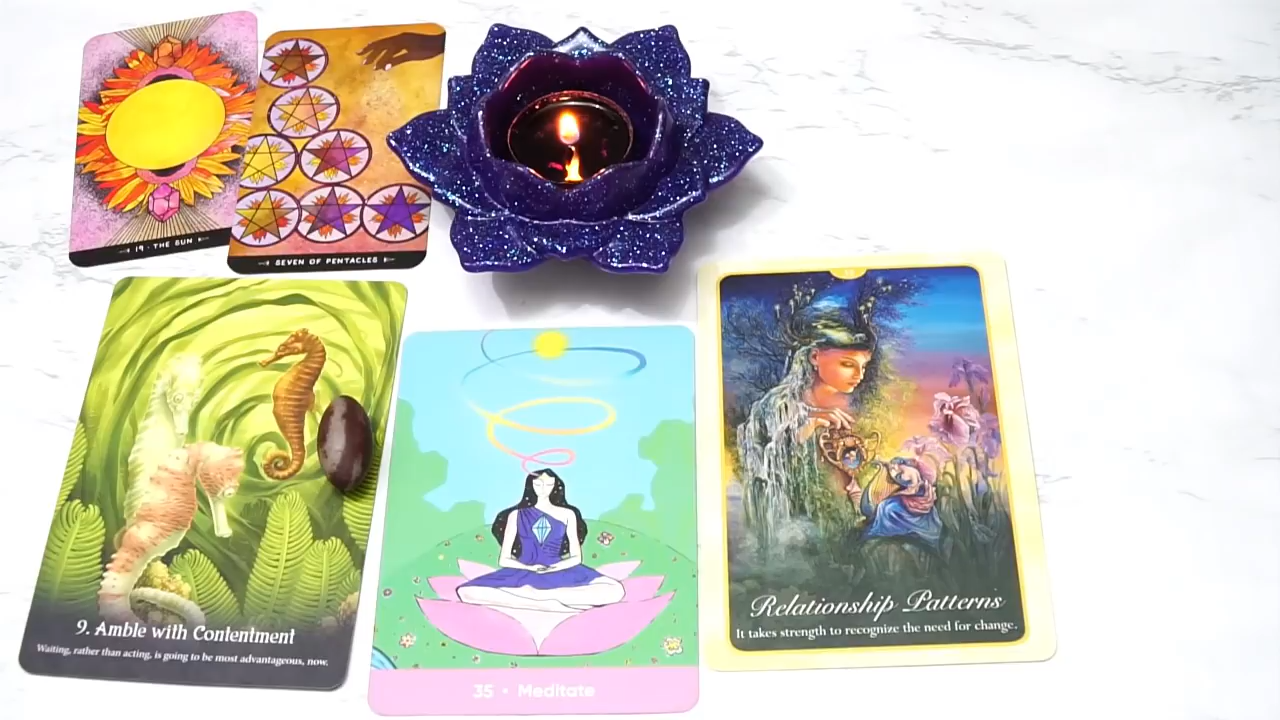 19 · THE SUN
SEVEN OF PENTACLES
9. Amble with Contentment
Waiting, rather than acting, is going to be most advantageous, now.
35 • Meditate
Relationship Patterns
It takes strength to recognize the need for change.